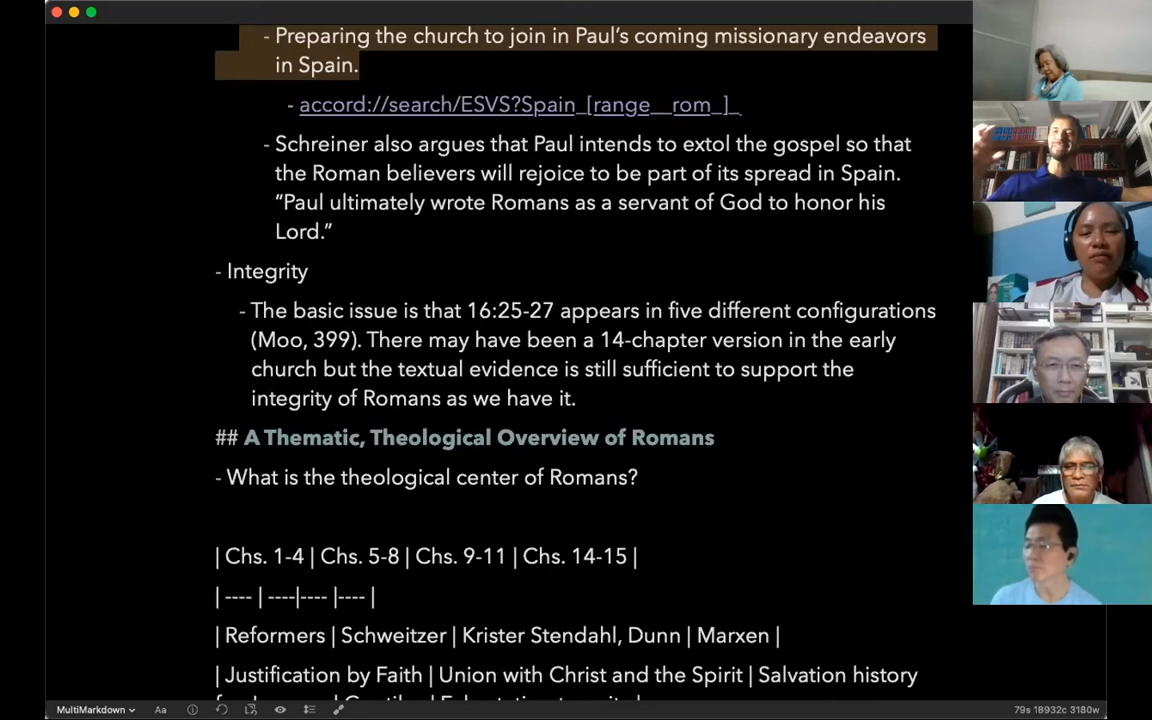 - Preparing the church to join in Paul's coming missionary endeavors
in Spain.
- accord://search/ESVS?Spain_[range__rom_]_
- Schreiner also argues that Paul intends to extol the gospel so that
the Roman believers will rejoice to be part of its spread in Spain.
"Paul ultimately wrote Romans as a servant of God to honor his
Lord."
- Integrity
- The basic issue is that 16:25-27 appears in five different configurations
(Moo, 399). There may have been a 14-chapter version in the early
church but the textual evidence is still sufficient to support the
integrity of Romans as we have it.
## A Thematic, Theological Overview of Romans
- What is the theological center of Romans?
| Chs. 1-4 | Chs. 5-8 | Chs. 9-11 | Chs. 14-15 |
| ---- | ----|---- |---- |
| Reformers | Schweitzer | Krister Stendahl, Dunn | Marxen |
| Justification by Faith | Union with Christ and the Spirit | Salvation history
MultiMarkdown Aa 79s 18932c 3180w